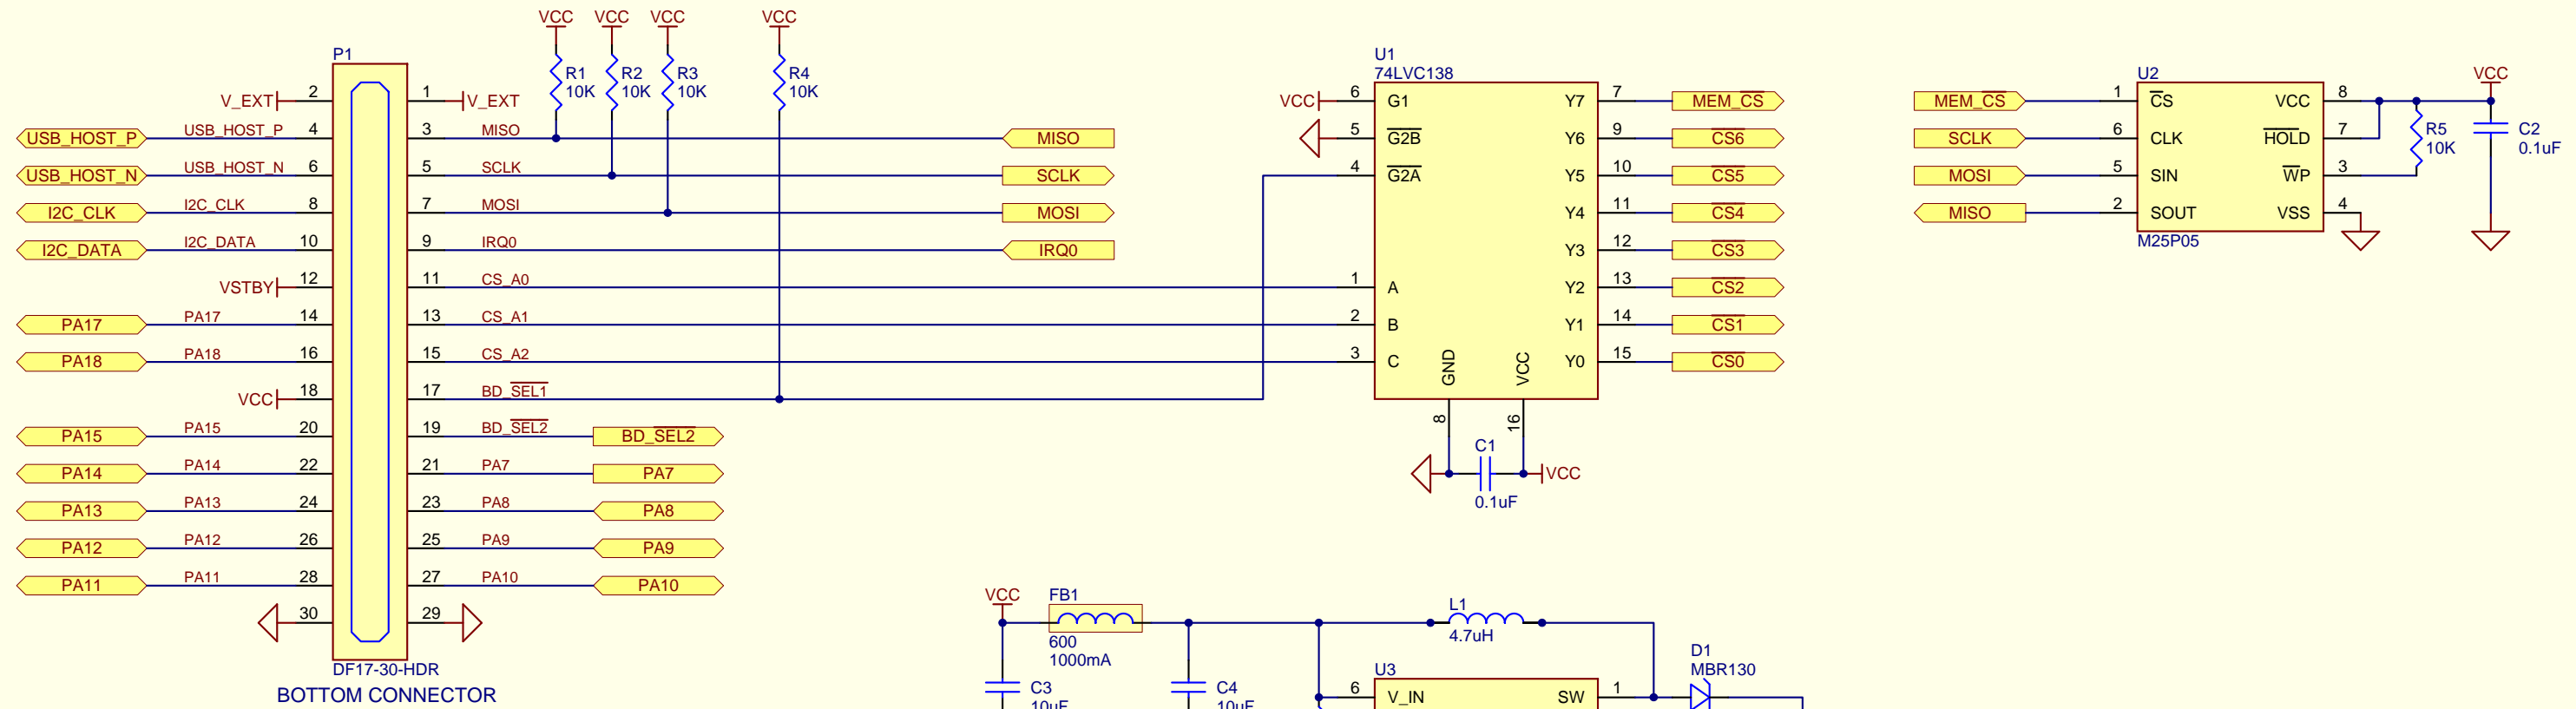 P1
2 V_EXT
1 V_EXT
USB_HOST_P USB_HOST_P 4
3 MISO MISO
USB_HOST_N USB_HOST_N 6
5 SCLK SCLK
I2C_CLK I2C_CLK 8
7 MOSI MOSI
I2C_DATA I2C_DATA 10
9 IRQ0 IRQ0
VSTBY 12
11 CS_A0
PA17 PA17 14
13 CS_A1
PA18 PA18 16
15 CS_A2
VCC 18
17 BD_SEL1
PA15 PA15 20
19 BD_SEL2 BD_SEL2
PA14 PA14 22
21 PA7 PA7
PA13 PA13 24
23 PA8 PA8
PA12 PA12 26
25 PA9 PA9
PA11 PA11 28
27 PA10 PA10
30
29
DF17-30-HDR
BOTTOM CONNECTOR
VCC VCC VCC VCC
R1 R2 R3 R4
10K 10K 10K 10K
U1
74LVC138
VCC 6 G1 Y7 7 MEM_CS
5 G2B Y6 9 CS6
4 G2A Y5 10 CS5
Y4 11 CS4
Y3 12 CS3
1 A Y2 13 CS2
2 B Y1 14 CS1
3 C Y0 15 CS0
GND VCC
8 16
C1
VCC
0.1uF
U2
VCC
MEM_CS 1 CS VCC 8
SCLK 6 CLK HOLD 7
MOSI 5 SIN WP 3
MISO 2 SOUT VSS 4
M25P05
R5
10K
C2
0.1uF
VCC
FB1
600
1000mA
L1
4.7uH
C3
10uF
C4
10uF
U3
6 V_IN SW 1
D1
MBR130